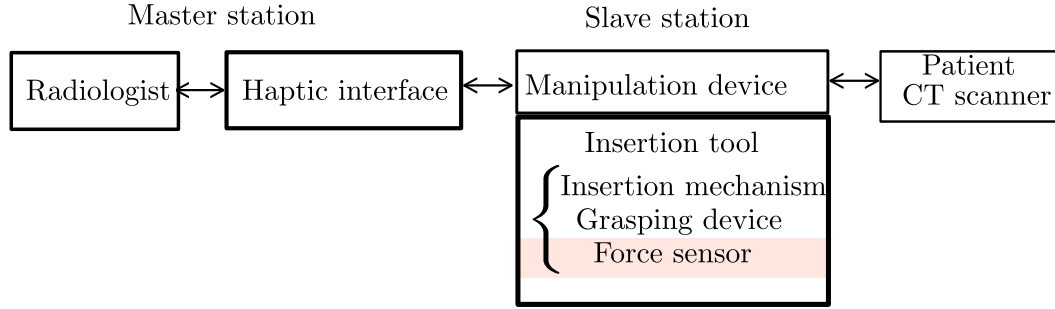 Master station
Slave station
Radiologist
Haptic interface
Manipulation device
Patient
CT scanner
Insertion tool
Insertion mechanism
Grasping device
Force sensor